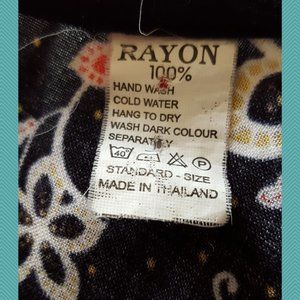 RAYON
100%
HAND WASH
COLD WATER
HANG TO DRY
WASH DARK COLOUR
SEPARATELY
40 P
STANDARD - SIZE
MADE IN THAILAND